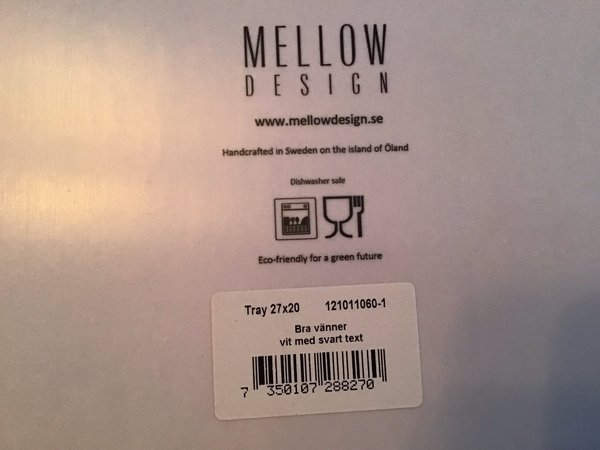 MELLOW
DESIGN
www.mellowdesign.se
Handcrafted in Sweden on the island of Öland
Dishwasher safe
Eco-friendly for a green future
Tray 27x20 121011060-1
Bra vänner
vit med svart text
7 350107 288270